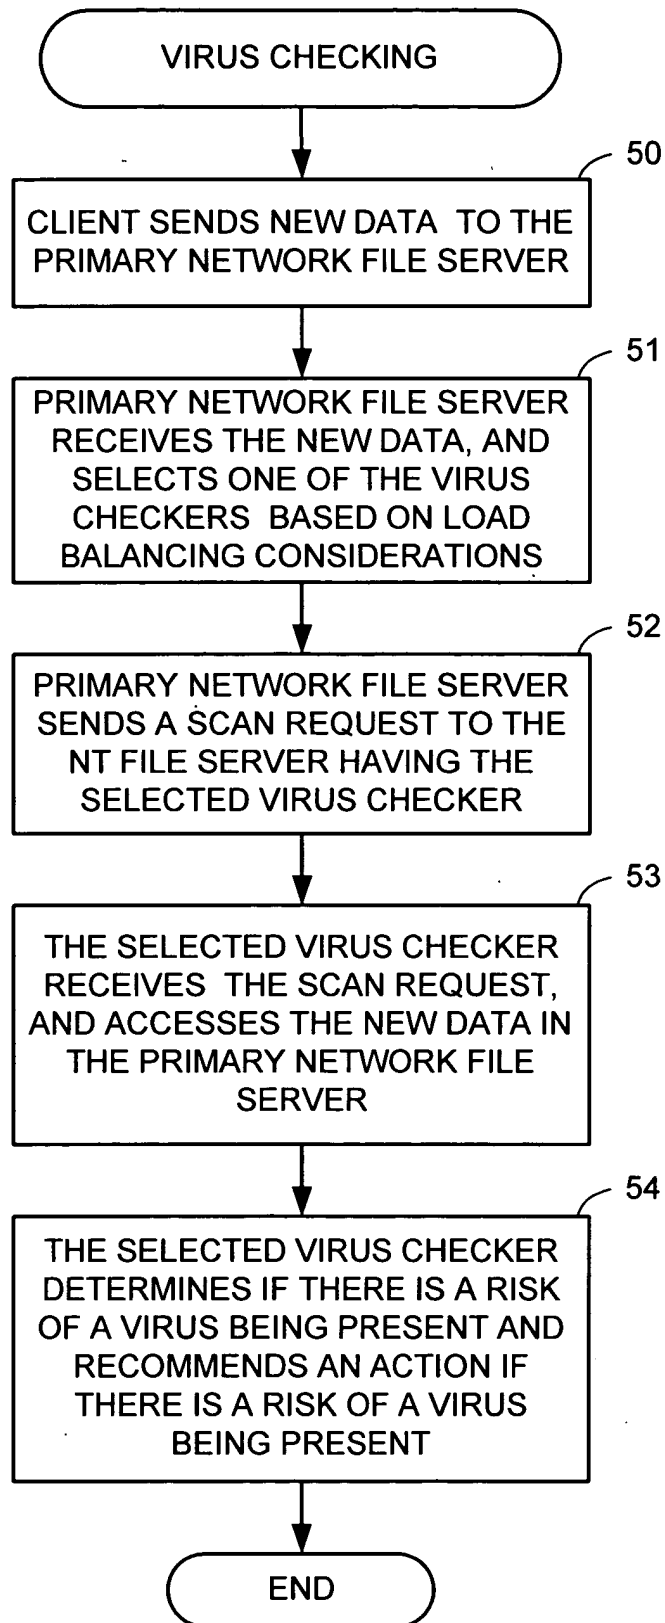 VIRUS CHECKING
50
CLIENT SENDS NEW DATA TO THE
PRIMARY NETWORK FILE SERVER
51
PRIMARY NETWORK FILE SERVER
RECEIVES THE NEW DATA, AND
SELECTS ONE OF THE VIRUS
CHECKERS BASED ON LOAD
BALANCING CONSIDERATIONS
52
PRIMARY NETWORK FILE SERVER
SENDS A SCAN REQUEST TO THE
NT FILE SERVER HAVING THE
SELECTED VIRUS CHECKER
53
THE SELECTED VIRUS CHECKER
RECEIVES THE SCAN REQUEST,
AND ACCESSES THE NEW DATA IN
THE PRIMARY NETWORK FILE
SERVER
54
THE SELECTED VIRUS CHECKER
DETERMINES IF THERE IS A RISK
OF A VIRUS BEING PRESENT AND
RECOMMENDS AN ACTION IF
THERE IS A RISK OF A VIRUS
BEING PRESENT
END